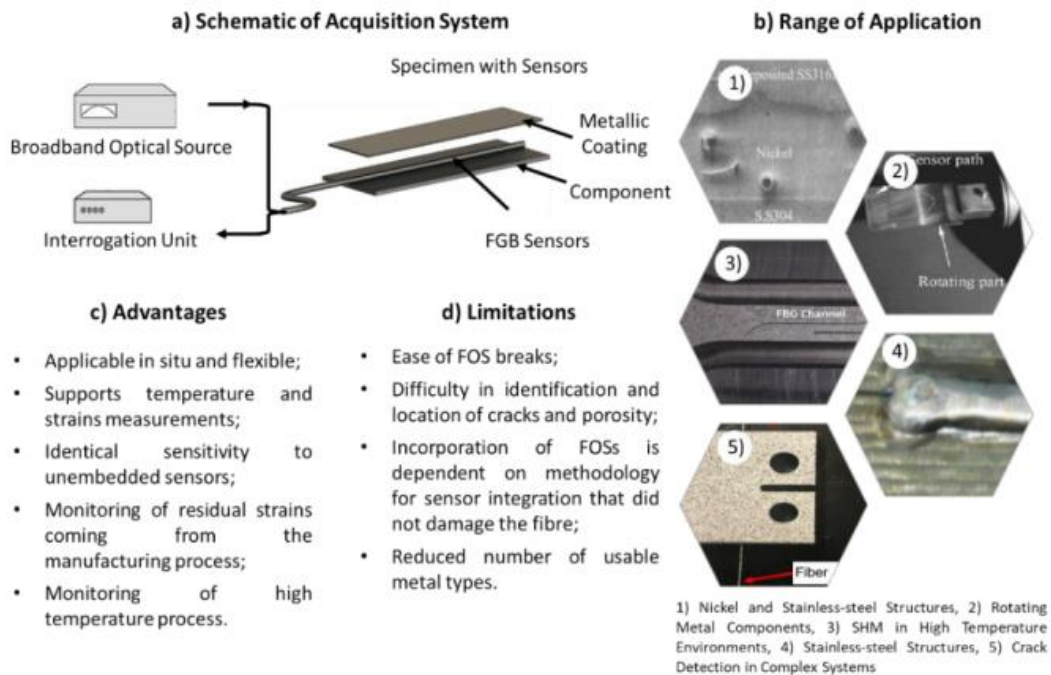 a) Schematic of Acquisition System
Specimen with Sensors
Broadband Optical Source
Metallic
Coating
Component
Interrogation Unit
FGB Sensors
b) Range of Application
1)
deposited SS316
Nickel
SS304
2)
Sensor path
Rotating part
3)
FBG Channel
4)
5)
Fiber
1) Nickel and Stainless-steel Structures, 2) Rotating
Metal Components, 3) SHM in High Temperature
Environments, 4) Stainless-steel Structures, 5) Crack
Detection in Complex Systems
c) Advantages
• Applicable in situ and flexible;
• Supports temperature and
strains measurements;
• Identical sensitivity to
unembedded sensors;
• Monitoring of residual strains
coming from the
manufacturing process;
• Monitoring of high
temperature process.
d) Limitations
• Ease of FOS breaks;
• Difficulty in identification and
location of cracks and porosity;
• Incorporation of FOSs is
dependent on methodology
for sensor integration that did
not damage the fibre;
• Reduced number of usable
metal types.